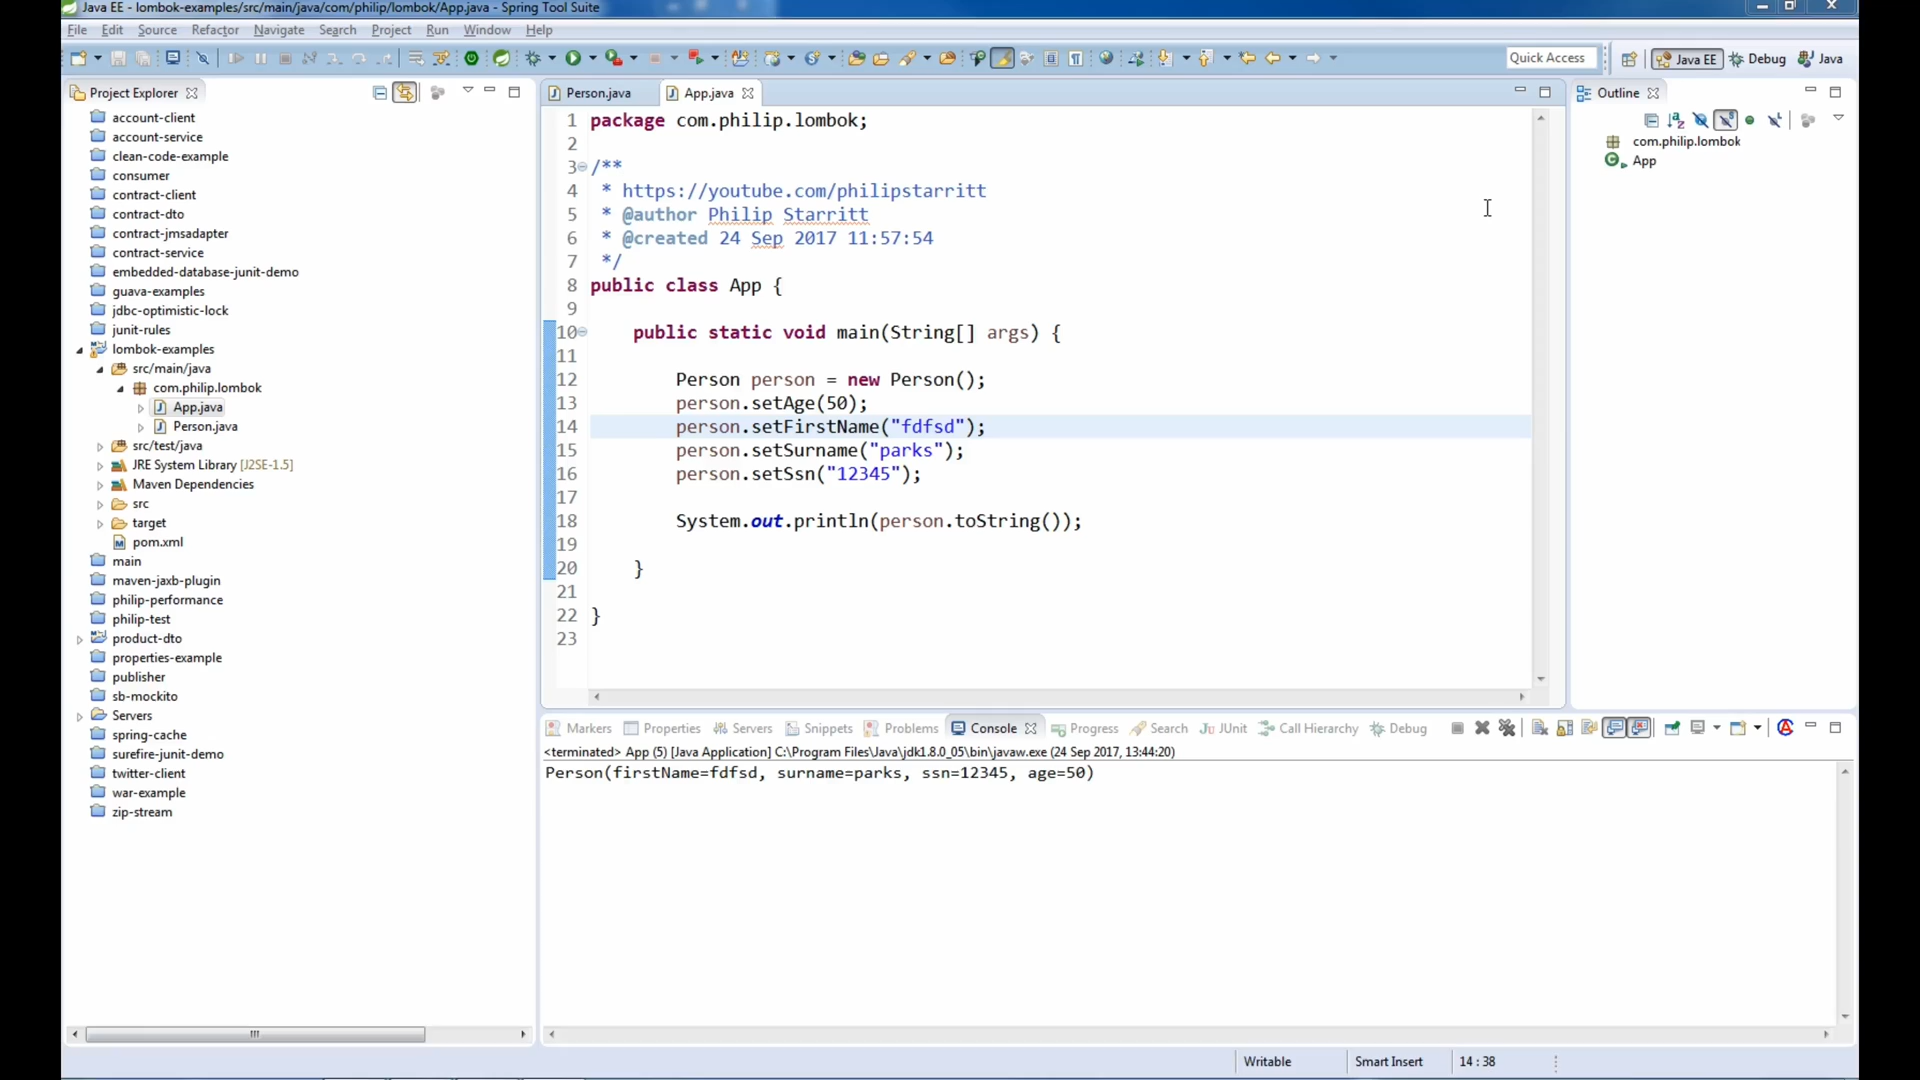 Java EE - lombok-examples/src/main/java/com/philip/lombok/App.java - Spring Tool Suite
File Edit Source Refactor Navigate Search Project Run Window Help
Quick Access Java EE Debug Java
Project Explorer
account-client
account-service
clean-code-example
consumer
contract-client
contract-dto
contract-jmsadapter
contract-service
embedded-database-junit-demo
guava-examples
jdbc-optimistic-lock
junit-rules
lombok-examples
src/main/java
com.philip.lombok
App.java
Person.java
src/test/java
JRE System Library [J2SE-1.5]
Maven Dependencies
src
target
pom.xml
main
maven-jaxb-plugin
philip-performance
philip-test
product-dto
properties-example
publisher
sb-mockito
Servers
spring-cache
surefire-junit-demo
twitter-client
war-example
zip-stream
Person.java App.java
1 package com.philip.lombok;
2
3 /**
4 * https://youtube.com/philipstarritt
5 * @author Philip Starritt
6 * @created 24 Sep 2017 11:57:54
7 */
8 public class App {
9
10 public static void main(String[] args) {
11
12 Person person = new Person();
13 person.setAge(50);
14 person.setFirstName("fdfsd");
15 person.setSurname("parks");
16 person.setSsn("12345");
17
18 System.out.println(person.toString());
19
20 }
21
22 }
23
Outline
com.philip.lombok
App
Markers Properties Servers Snippets Problems Console Progress Search JUnit Call Hierarchy Debug
<terminated> App (5) [Java Application] C:\Program Files\Java\jdk1.8.0_05\bin\javaw.exe (24 Sep 2017, 13:44:20)
Person(firstName=fdfsd, surname=parks, ssn=12345, age=50)
Writable Smart Insert 14 : 38